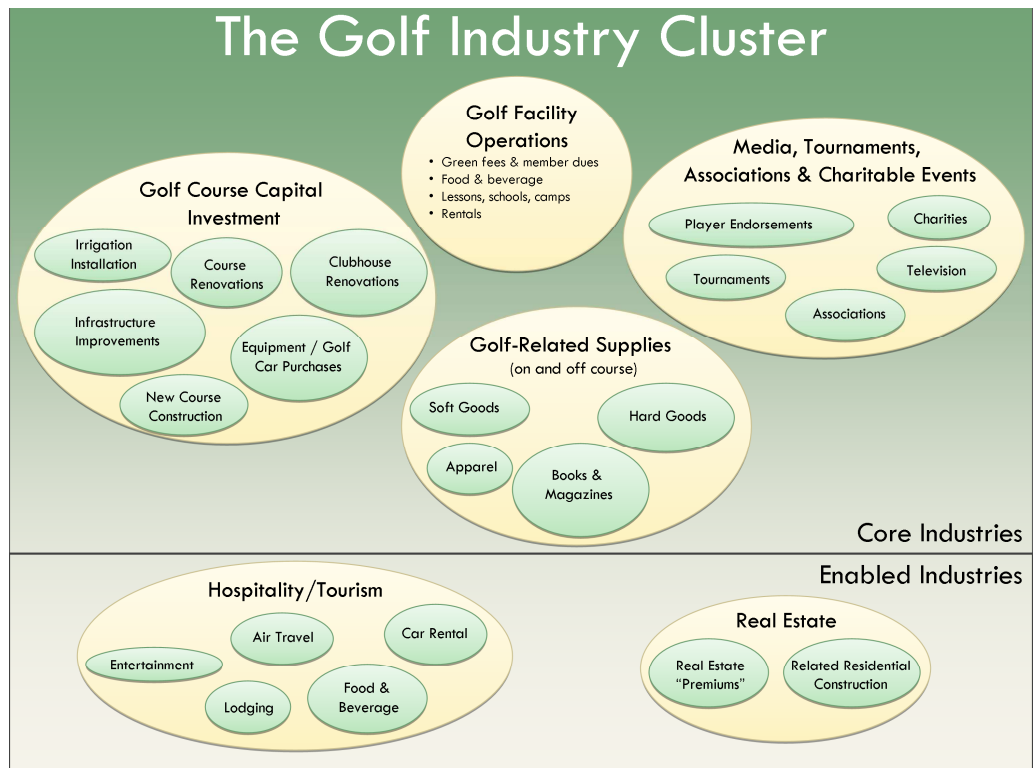 The Golf Industry Cluster
Golf Facility
Operations
• Green fees & member dues
• Food & beverage
• Lessons, schools, camps
• Rentals
Media, Tournaments,
Associations & Charitable Events
Player Endorsements
Charities
Tournaments
Television
Associations
Golf Course Capital
Investment
Irrigation
Installation
Course
Renovations
Clubhouse
Renovations
Infrastructure
Improvements
Equipment / Golf
Car Purchases
New Course
Construction
Golf-Related Supplies
(on and off course)
Soft Goods
Hard Goods
Apparel
Books &
Magazines
Core Industries
Enabled Industries
Hospitality/Tourism
Air Travel
Car Rental
Entertainment
Lodging
Food &
Beverage
Real Estate
Real Estate
“Premiums”
Related Residential
Construction